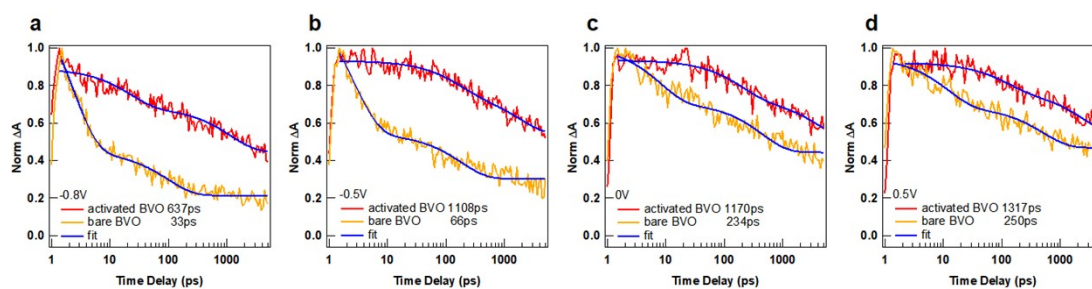 a
1.0
0.8
0.6
0.4
0.2
0.0
Norm ΔA
-0.8V
activated BVO 637ps
bare BVO 33ps
fit
1 10 100 1000
Time Delay (ps)
b
1.0
0.8
0.6
0.4
0.2
0.0
Norm ΔA
-0.5V
activated BVO 1108ps
bare BVO 66ps
fit
1 10 100 1000
Time Delay (ps)
c
1.0
0.8
0.6
0.4
0.2
0.0
Norm ΔA
0V
activated BVO 1170ps
bare BVO 234ps
fit
1 10 100 1000
Time Delay (ps)
d
1.0
0.8
0.6
0.4
0.2
0.0
Norm ΔA
0.5V
activated BVO 1317ps
bare BVO 250ps
fit
1 10 100 1000
Time Delay (ps)